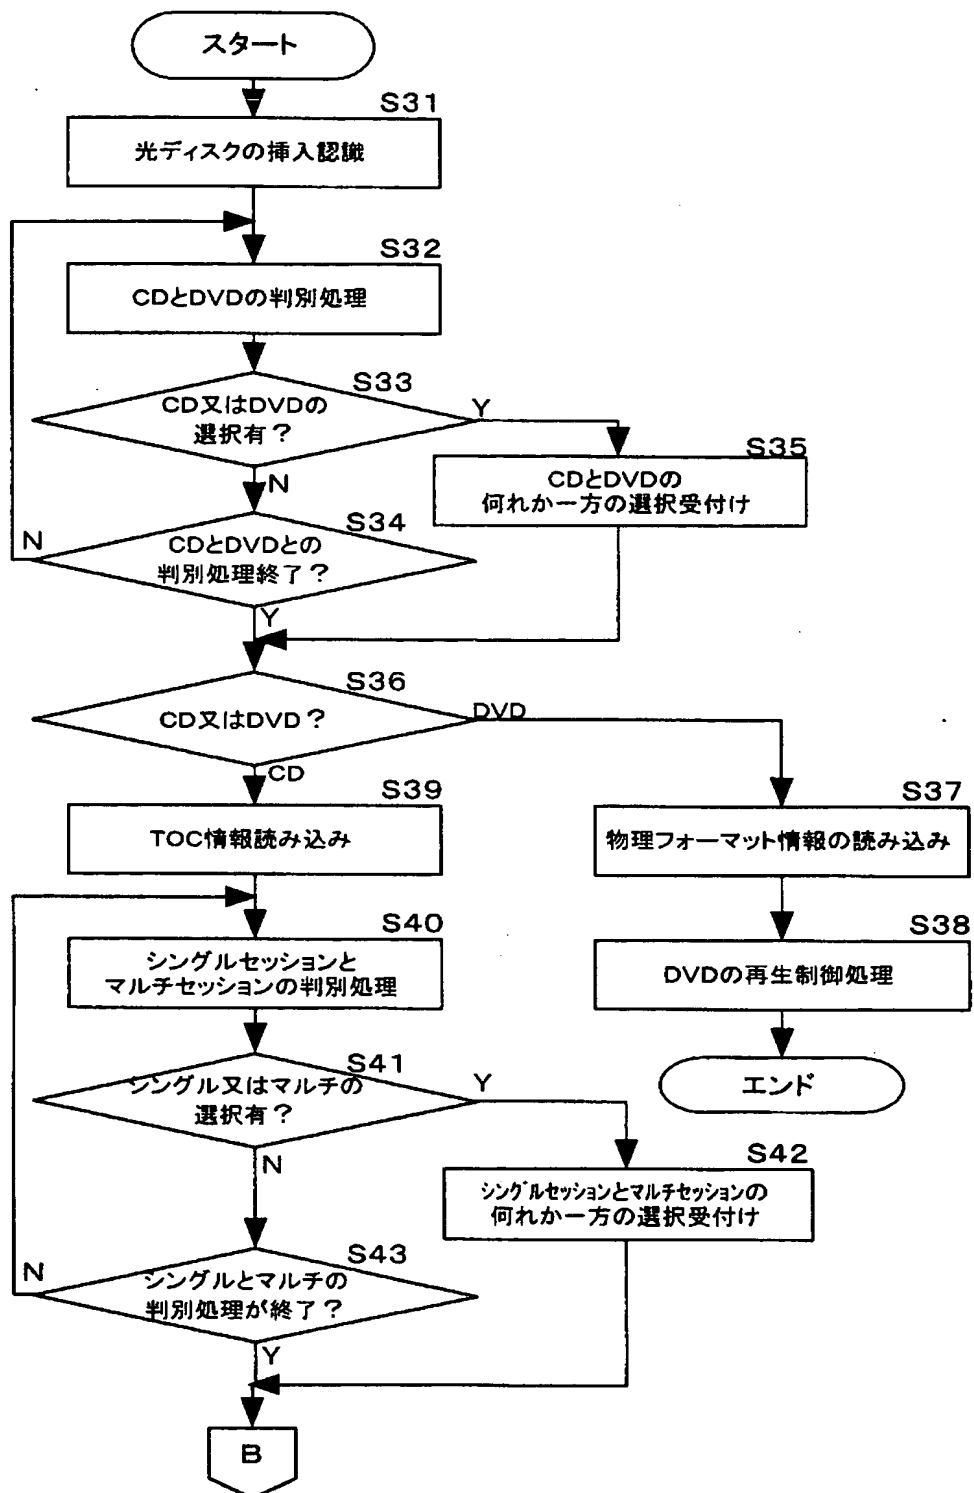 スタート
S31
光ディスクの挿入認識
S32
CDとDVDの判別処理
S33
CD又はDVDの
選択有?
Y
N
S35
CDとDVDの
何れか一方の選択受付け
S34
CDとDVDとの
判別処理終了?
N
Y
S36
CD又はDVD?
DVD
CD
S39
TOC情報読み込み
S37
物理フォーマット情報の読み込み
S40
シングルセッションと
マルチセッションの判別処理
S38
DVDの再生制御処理
エンド
S41
シングル又はマルチの
選択有?
Y
N
S42
シングルセッションとマルチセッションの
何れか一方の選択受付け
S43
シングルとマルチの
判別処理が終了?
N
Y
B